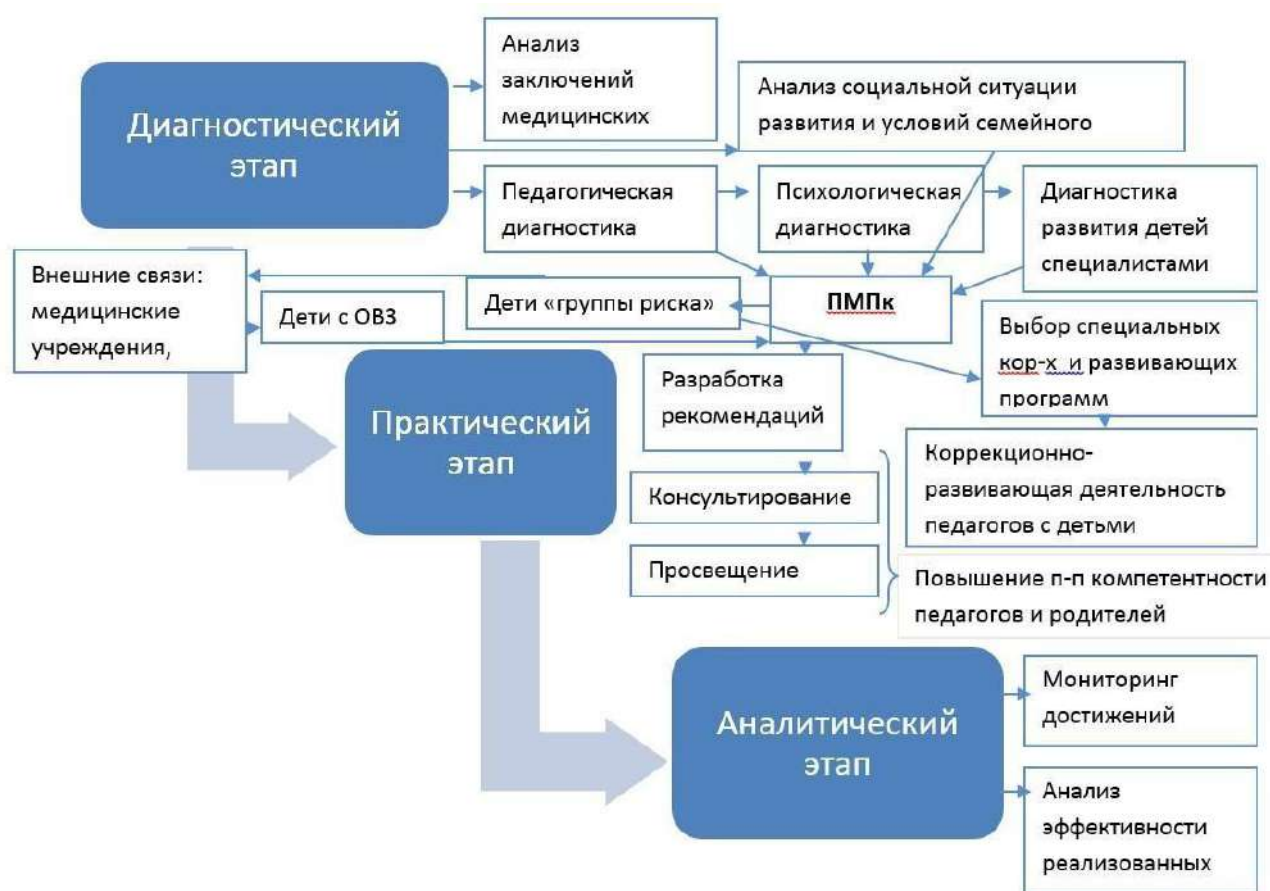 Анализ
заключений
медицинских
Диагностический
этап
Анализ социальной ситуации
развития и условий семейного
Педагогическая
диагностика
Психологическая
диагностика
Диагностика
развития детей
специалистами
Внешние связи:
медицинские
учреждения,
Дети с ОВЗ
Дети «группы риска»
ПМПк
Выбор специальных
кор-х и развивающих
программ
Практический
этап
Разработка
рекомендаций
Консультирование
Просвещение
Коррекционно-
развивающая деятельность
педагогов с детьми
Повышение п-п компетентности
педагогов и родителей
Аналитический
этап
Мониторинг
достижений
Анализ
эффективности
реализованных